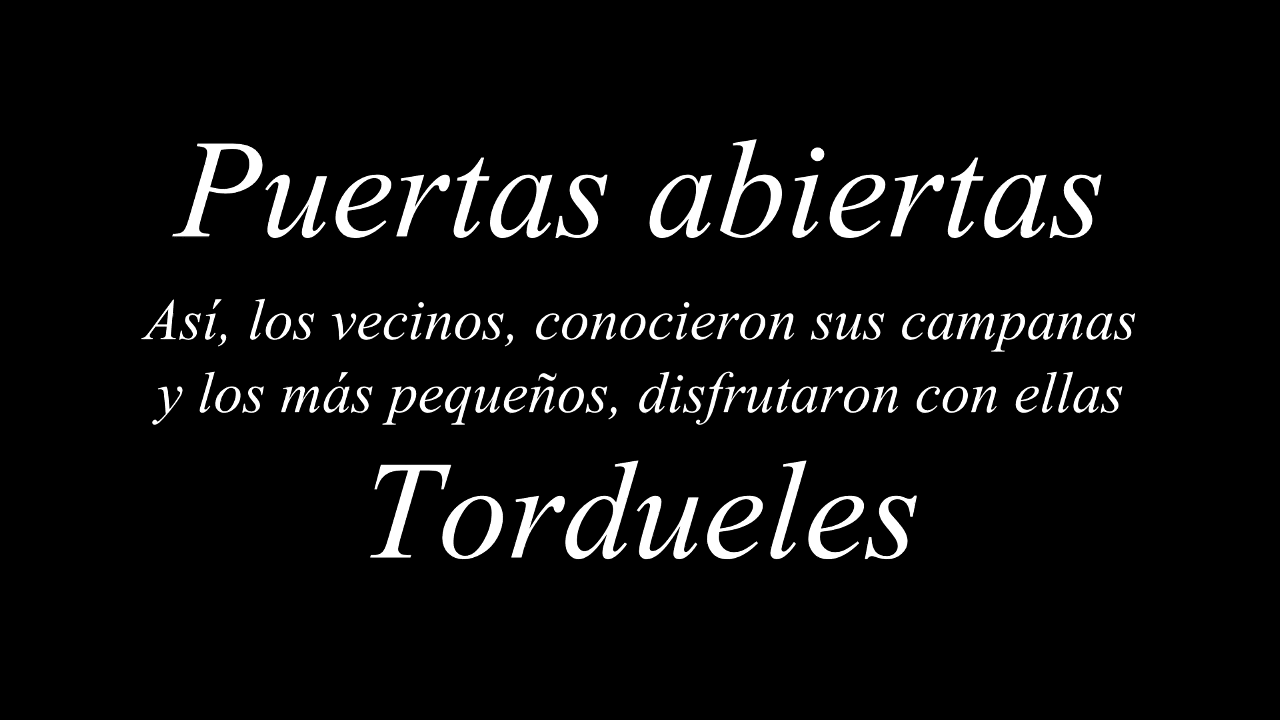 Puertas abiertas
Así, los vecinos, conocieron sus campanas
y los más pequeños, disfrutaron con ellas
Tordueles